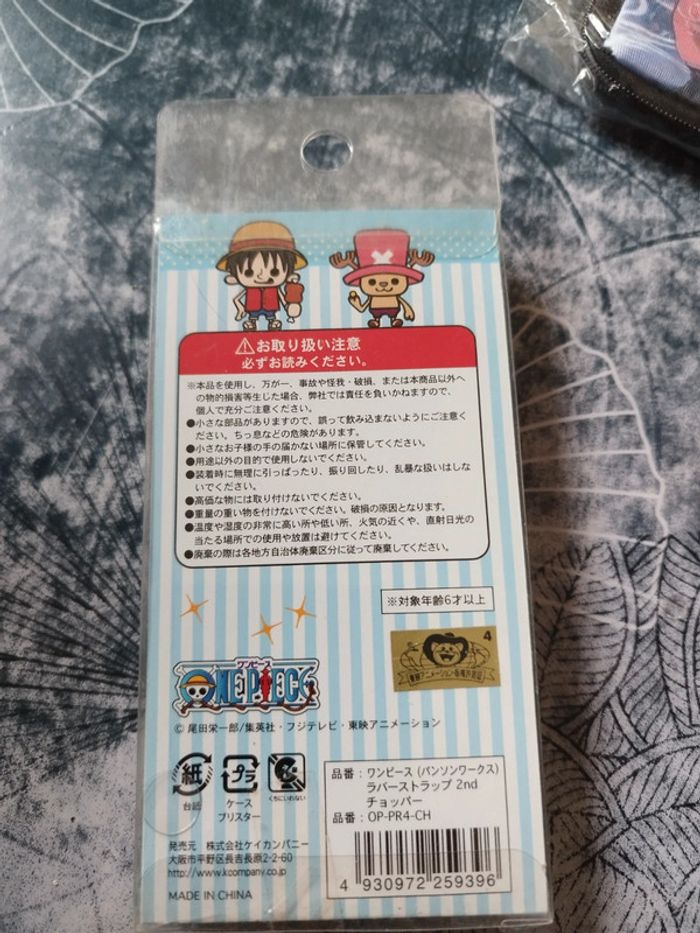 ⚠お取り扱い注意
必ずお読みください。
※本品を使用し、万が一、事故や怪我・破損、または本商品以外へ
の物的損害等生じた場合、弊社では責任を負いかねますので、
個人で充分ご注意ください。
●小さな部品がありますので、誤って飲み込まないようにご注意く
ださい。ちっ息などの危険があります。
●小さなお子様の手の届かない場所に保管してください。
●用途以外の目的で使用しないでください。
●装着時に無理に引っぱったり、振り回したり、乱暴な扱いはしな
いでください。
●高価な物には取り付けないでください。
●重量の重い物を付けないでください。破損の原因となります。
●温度や湿度の非常に高い所や低い所、火気の近くや、直射日光の
当たる場所での使用や放置は避けてください。
●廃棄の際は各地方自治体廃棄区分に従って廃棄してください。
※対象年齢6才以上
4
東映アニメーション
ワンピース
ONE PIECE
© 尾田栄一郎/集英社・フジテレビ・東映アニメーション
紙
台紙
プラ
ケース
ブリスター
くちにいれない
品番：ワンピース (パンソンワークス)
ラバーストラップ 2nd
チョッパー
品番：OP-PR4-CH
4 930972 259396
発売元 株式会社ケイカンパニー
大阪市平野区長吉長原2-2-60
http://www.kcompany.co.jp
MADE IN CHINA